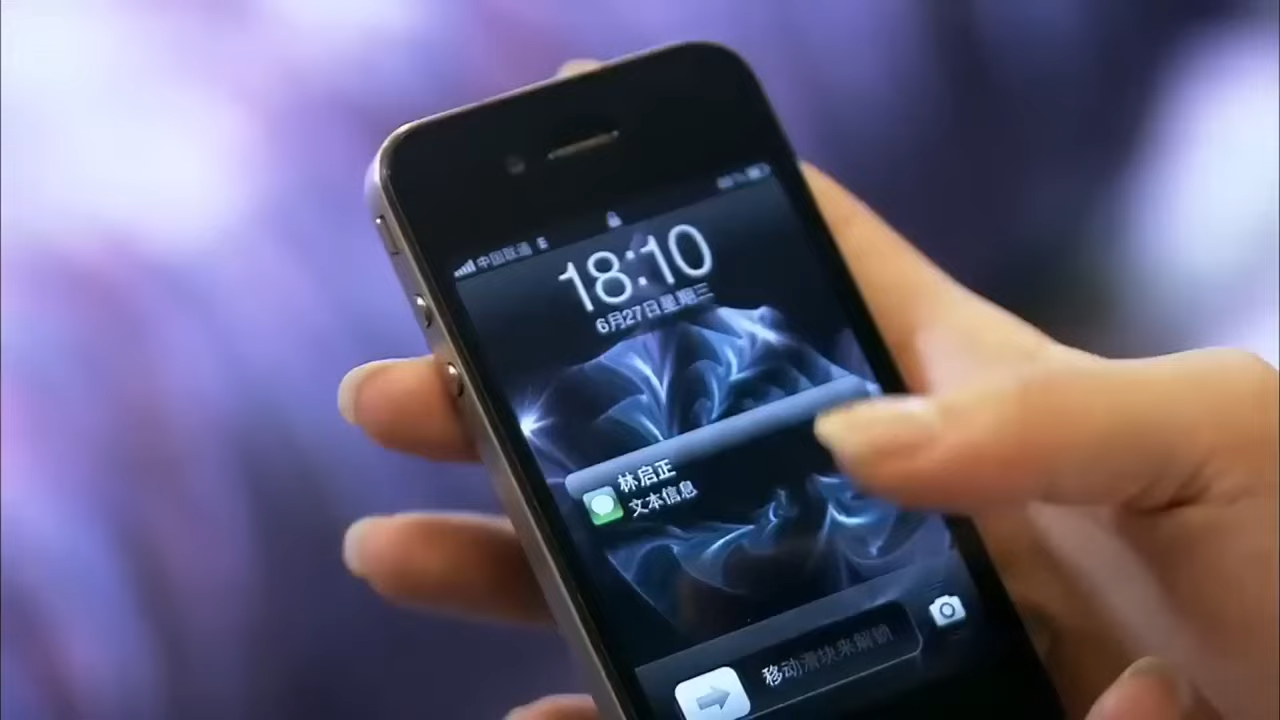 中国联通 E
18:10
6月27日星期三
林启正
文本信息
移动滑块来解锁